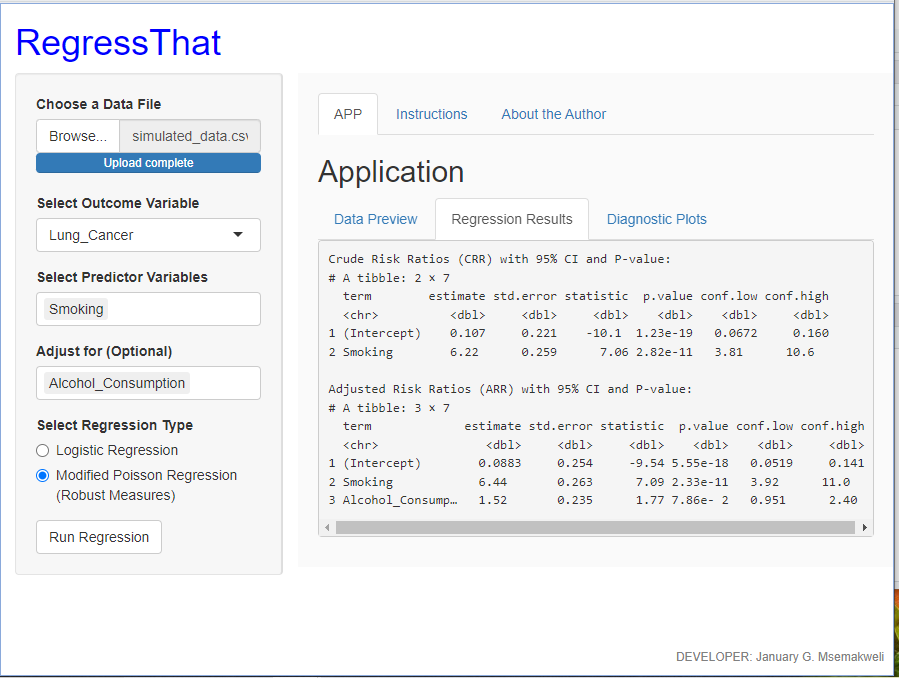 RegressThat
Choose a Data File
Browse... simulated_data.csv
Upload complete
Select Outcome Variable
Lung_Cancer
Select Predictor Variables
Smoking
Adjust for (Optional)
Alcohol_Consumption
Select Regression Type
Logistic Regression
Modified Poisson Regression
(Robust Measures)
Run Regression
APP Instructions About the Author
Application
Data Preview Regression Results Diagnostic Plots
Crude Risk Ratios (CRR) with 95% CI and P-value:
# A tibble: 2 × 7
term estimate std.error statistic p.value conf.low conf.high
<chr> <dbl> <dbl> <dbl> <dbl> <dbl> <dbl>
1 (Intercept) 0.107 0.221 -10.1 1.23e-19 0.0672 0.160
2 Smoking 6.22 0.259 7.06 2.82e-11 3.81 10.6
Adjusted Risk Ratios (ARR) with 95% CI and P-value:
# A tibble: 3 × 7
term estimate std.error statistic p.value conf.low conf.high
<chr> <dbl> <dbl> <dbl> <dbl> <dbl> <dbl>
1 (Intercept) 0.0883 0.254 -9.54 5.55e-18 0.0519 0.141
2 Smoking 6.44 0.263 7.09 2.33e-11 3.92 11.0
3 Alcohol_Consump… 1.52 0.235 1.77 7.86e- 2 0.951 2.40
DEVELOPER: January G. Msemakweli